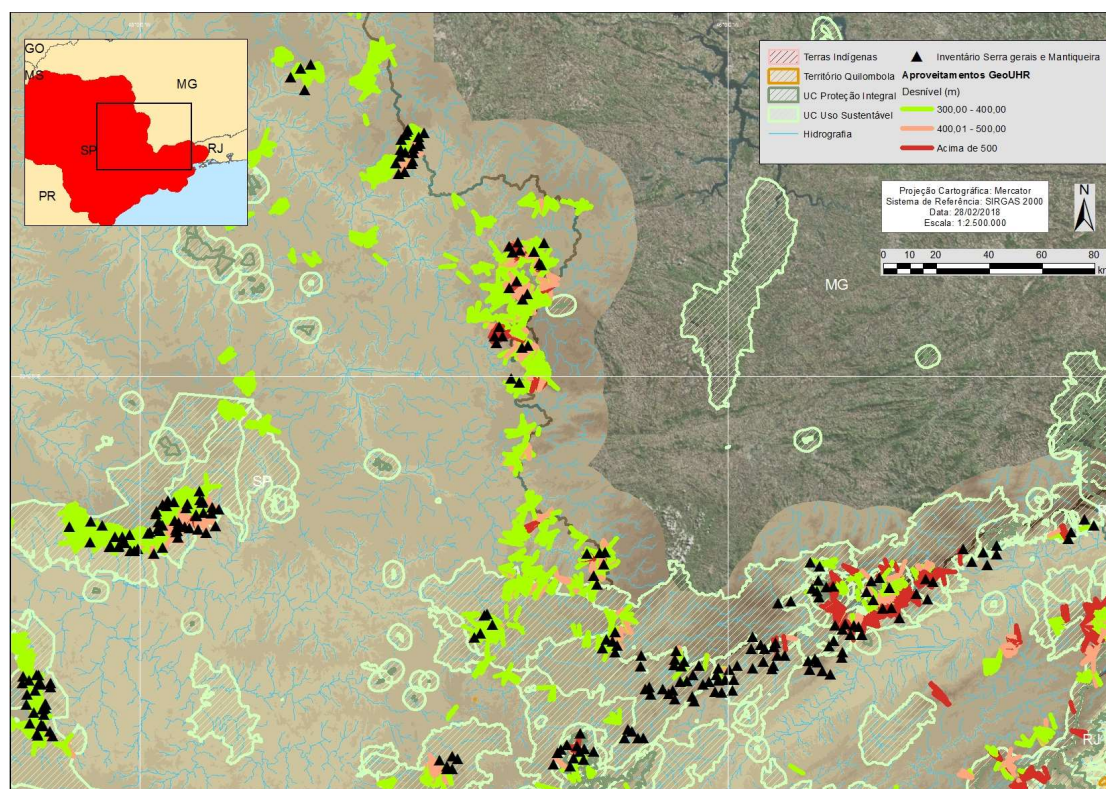 GO
MS
MG
SP
RJ
PR
Terras Indígenas
Território Quilombola
UC Proteção Integral
UC Uso Sustentável
Hidrografia
Inventário Serra gerais e Mantiqueira
Aproveitamentos GeoUHR
Desnível (m)
300,00 - 400,00
400,01 - 500,00
Acima de 500
Projeção Cartográfica: Mercator
Sistema de Referência: SIRGAS 2000
Data: 28/02/2018
Escala: 1:2.500.000
N
0 10 20 40 60 80
km
MG
SP
RJ